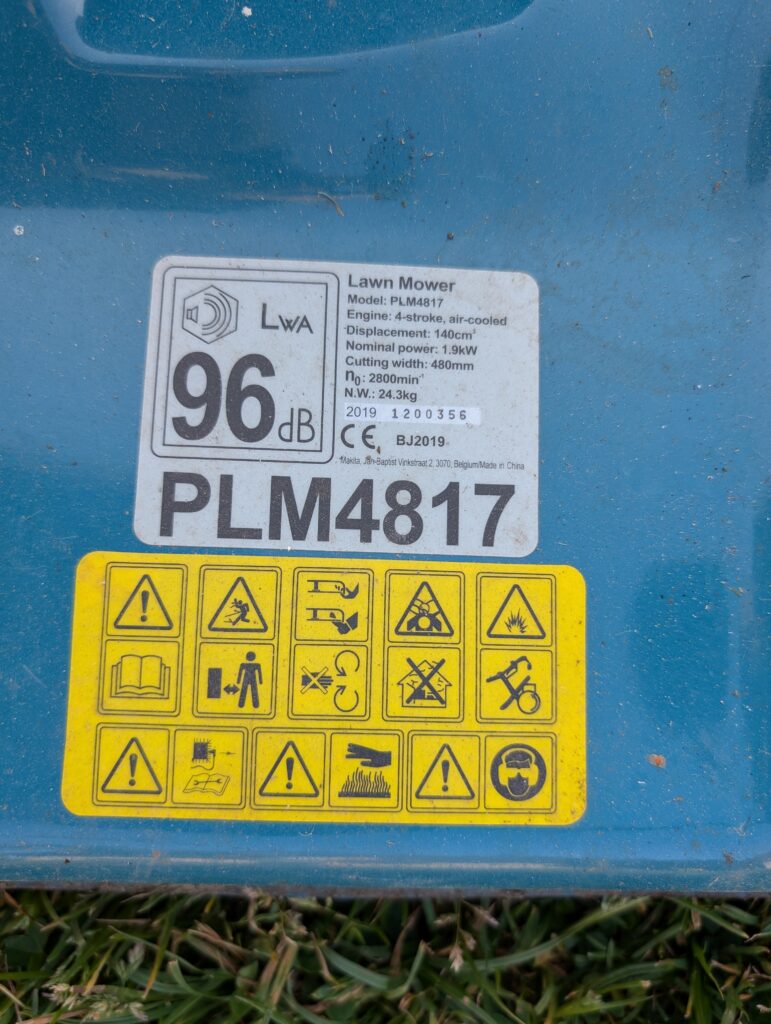 LWA
96 dB
Lawn Mower
Model: PLM4817
Engine: 4-stroke, air-cooled
Displacement: 140cm³
Nominal power: 1.9kW
Cutting width: 480mm
n0: 2800min⁻¹
N.W.: 24.3kg
2019 1200356
CE BJ2019
Makita, Jan-Baptist Vinkstraat 2, 3070, Belgium/Made in China
PLM4817